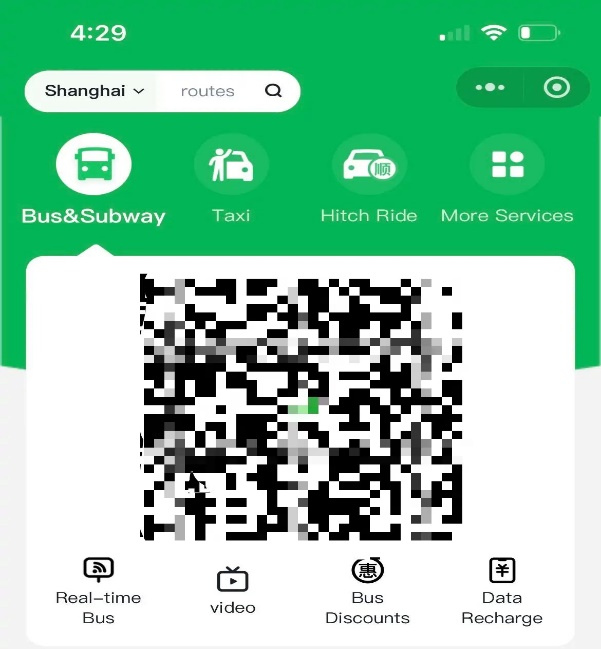 4:29
Shanghai routes
顺
Bus&Subway Taxi Hitch Ride More Services
惠
Real-time Bus
video
Bus Discounts
Data Recharge